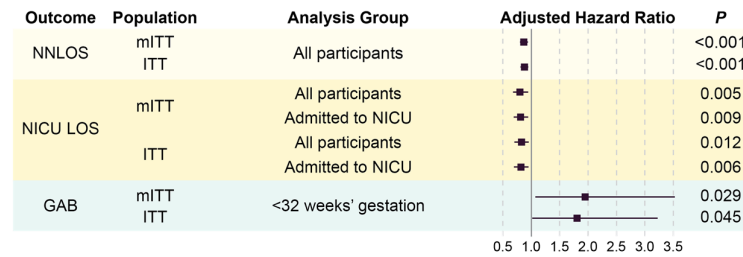 Outcome Population Analysis Group Adjusted Hazard Ratio P
NNLOS mITT All participants <0.001
ITT <0.001
NICU LOS mITT All participants 0.005
Admitted to NICU 0.009
ITT All participants 0.012
Admitted to NICU 0.006
GAB mITT <32 weeks' gestation 0.029
ITT 0.045
0.5 1.0 1.5 2.0 2.5 3.0 3.5